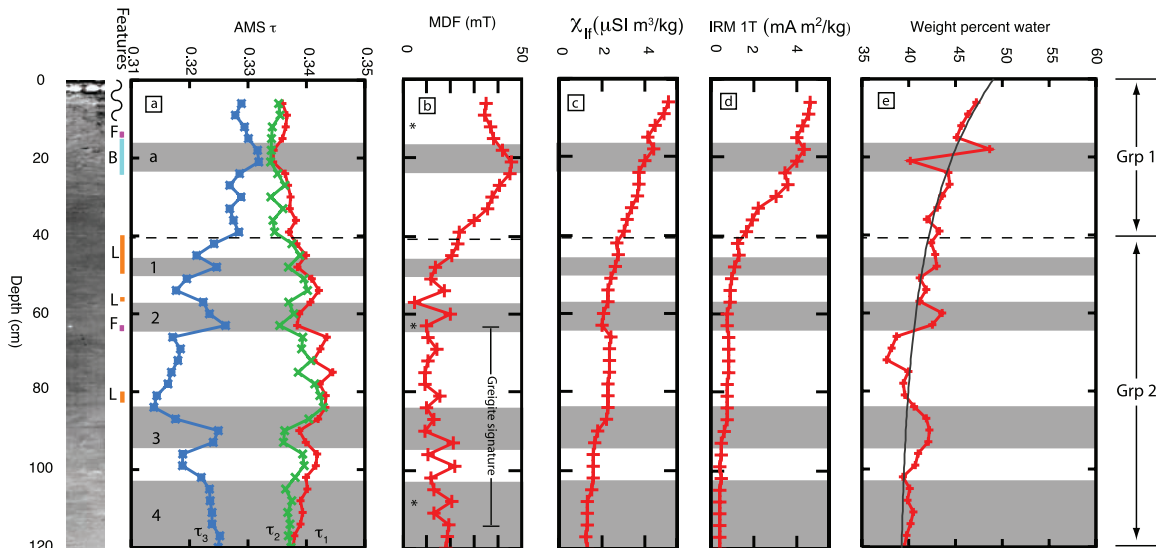 Features
AMS τ
MDF (mT)
χlf(μSI m³/kg)
IRM 1T (mA m²/kg)
Weight percent water
0.31 0.32 0.33 0.34 0.35
0 50
0 2 4
0 2 4
35 40 45 50 55 60
Depth (cm)
0
20
40
60
80
100
120
F
B
L
L
F
L
a
a
1
2
3
4
τ3
τ2
τ1
b
*
*
*
Greigite signature
c
d
e
Grp 1
Grp 2